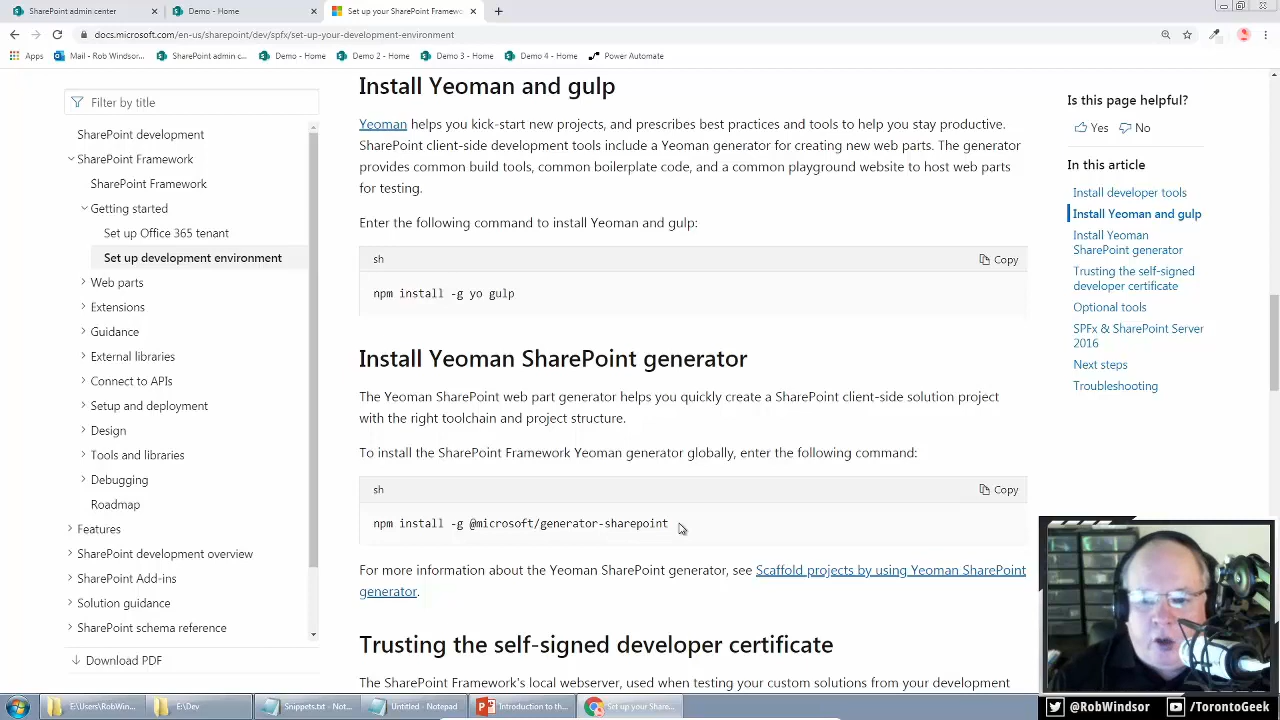 SharePoint admin center
Demo - Home
Set up your SharePoint Framewo
docs.microsoft.com/en-us/sharepoint/dev/spfx/set-up-your-development-environment
Apps
Mail - Rob Windsor...
SharePoint admin c...
Demo - Home
Demo 2 - Home
Demo 3 - Home
Demo 4 - Home
Power Automate
Filter by title
SharePoint development
SharePoint Framework
SharePoint Framework
Getting started
Set up Office 365 tenant
Set up development environment
Web parts
Extensions
Guidance
External libraries
Connect to APIs
Setup and deployment
Design
Tools and libraries
Debugging
Roadmap
Features
SharePoint development overview
SharePoint Add-ins
Solution guidance
SharePoint schema reference
Download PDF
Install Yeoman and gulp
Yeoman helps you kick-start new projects, and prescribes best practices and tools to help you stay productive.
SharePoint client-side development tools include a Yeoman generator for creating new web parts. The generator
provides common build tools, common boilerplate code, and a common playground website to host web parts
for testing.
Enter the following command to install Yeoman and gulp:
sh
Copy
npm install -g yo gulp
Install Yeoman SharePoint generator
The Yeoman SharePoint web part generator helps you quickly create a SharePoint client-side solution project
with the right toolchain and project structure.
To install the SharePoint Framework Yeoman generator globally, enter the following command:
sh
Copy
npm install -g @microsoft/generator-sharepoint
For more information about the Yeoman SharePoint generator, see Scaffold projects by using Yeoman SharePoint
generator.
Trusting the self-signed developer certificate
The SharePoint Framework's local webserver, used when testing your custom solutions from your development
Is this page helpful?
Yes
No
In this article
Install developer tools
Install Yeoman and gulp
Install Yeoman
SharePoint generator
Trusting the self-signed
developer certificate
Optional tools
SPFx & SharePoint Server
2016
Next steps
Troubleshooting
E:\Users\RobWin...
E:\Dev
Snippets.txt - Not...
Untitled - Notepad
Introduction to th...
Set up your Share...
@RobWindsor
/TorontoGeek